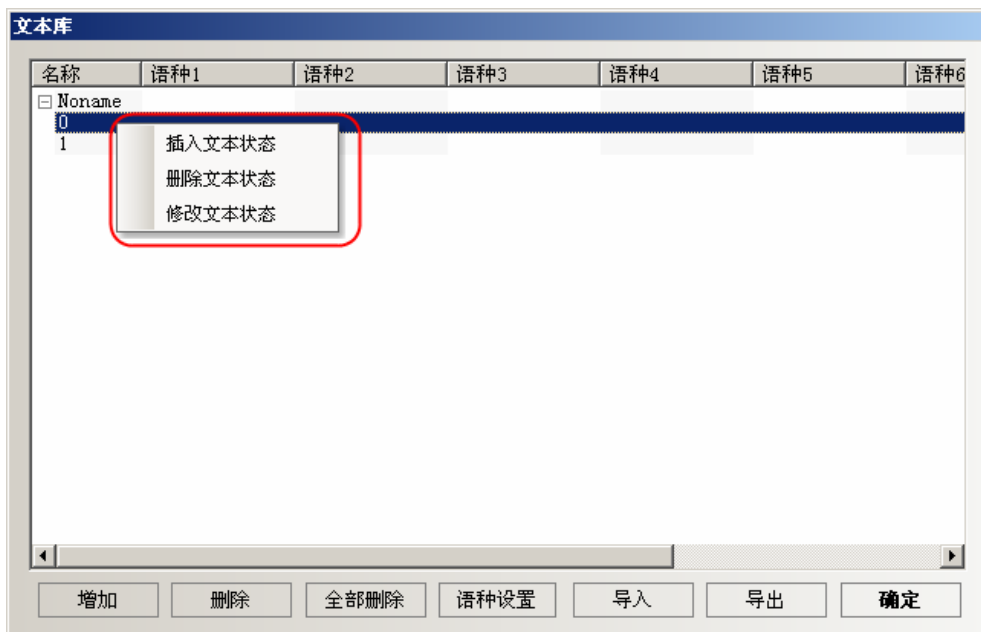 文本库
名称 语种1 语种2 语种3 语种4 语种5 语种6
Noname
0
1
插入文本状态
删除文本状态
修改文本状态
增加 删除 全部删除 语种设置 导入 导出 确定